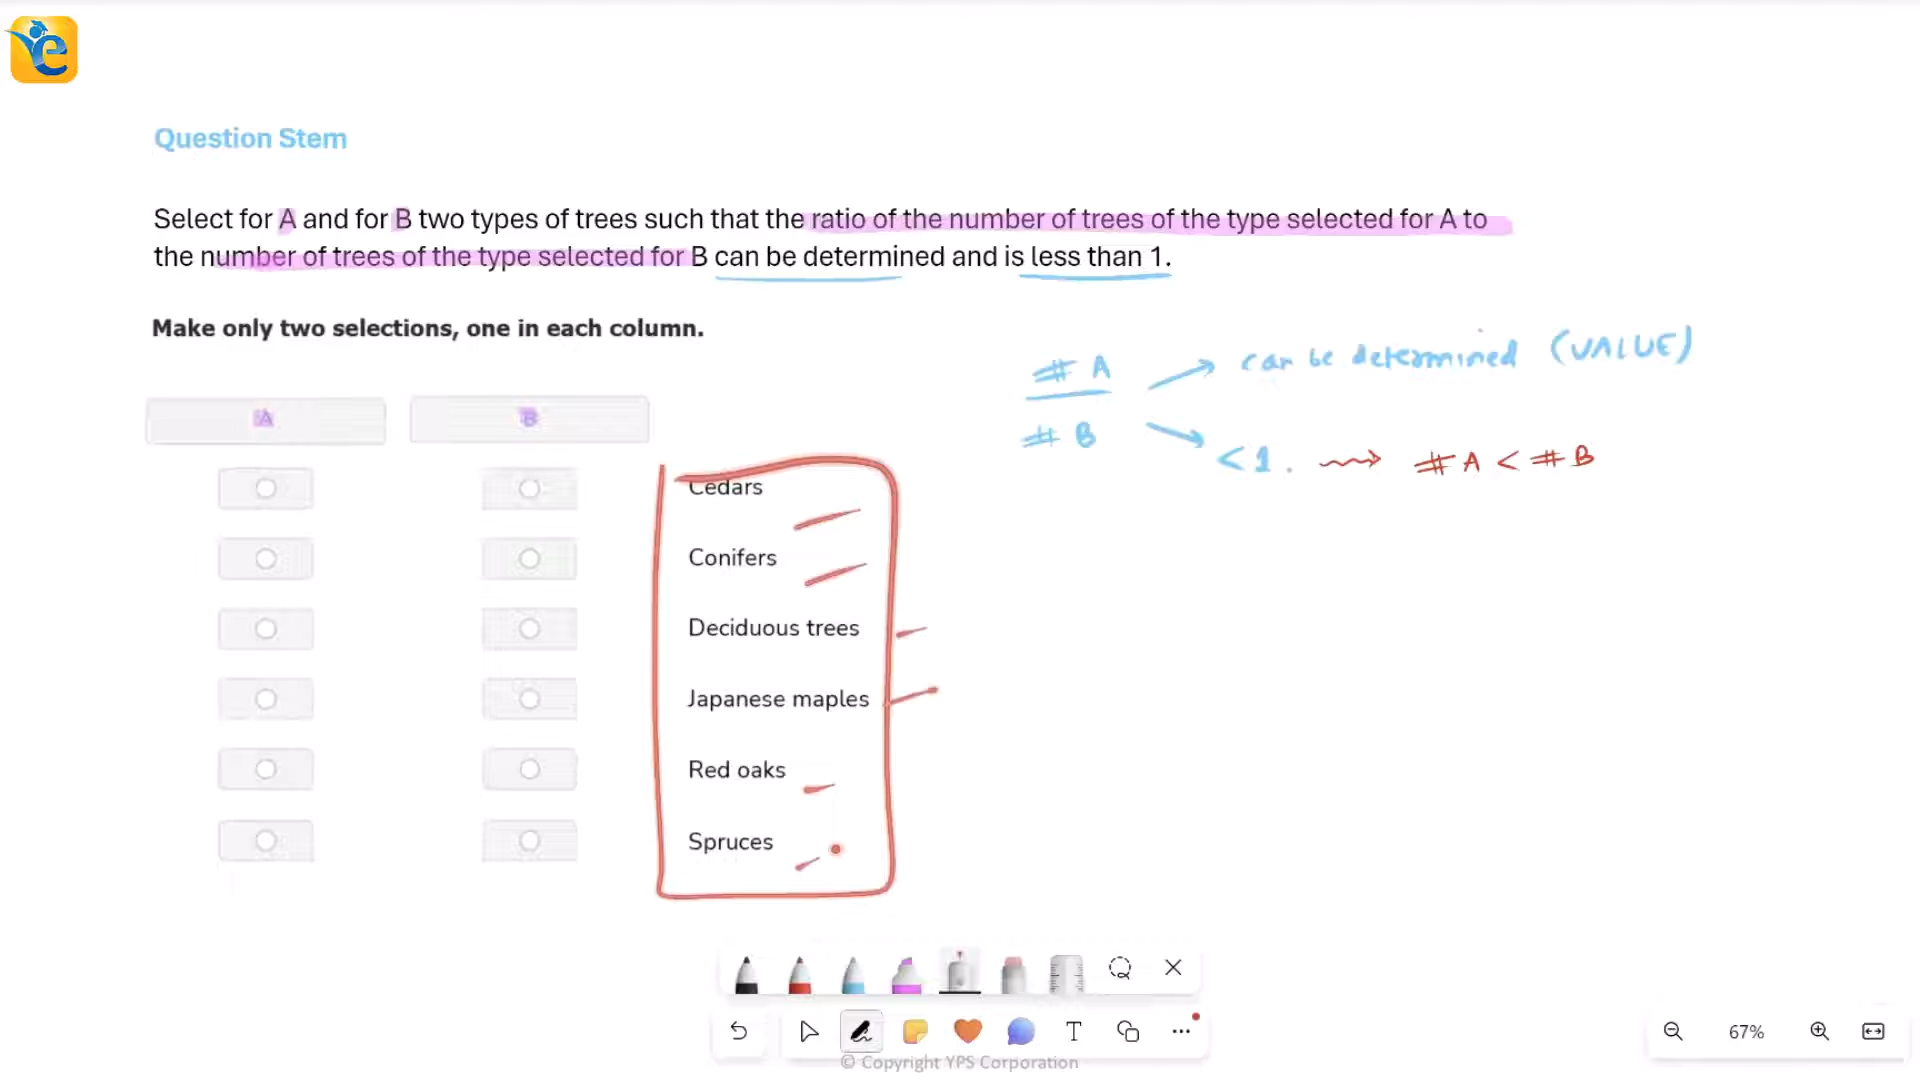 Question Stem
Select for A and for B two types of trees such that the ratio of the number of trees of the type selected for A to
the number of trees of the type selected for B can be determined and is less than 1.
Make only two selections, one in each column.
# A
# B
can be determined (VALUE)
< 1. #A < #B
A B
Cedars
Conifers
Deciduous trees
Japanese maples
Red oaks
Spruces
T
67%
© Copyright YPS Corporation